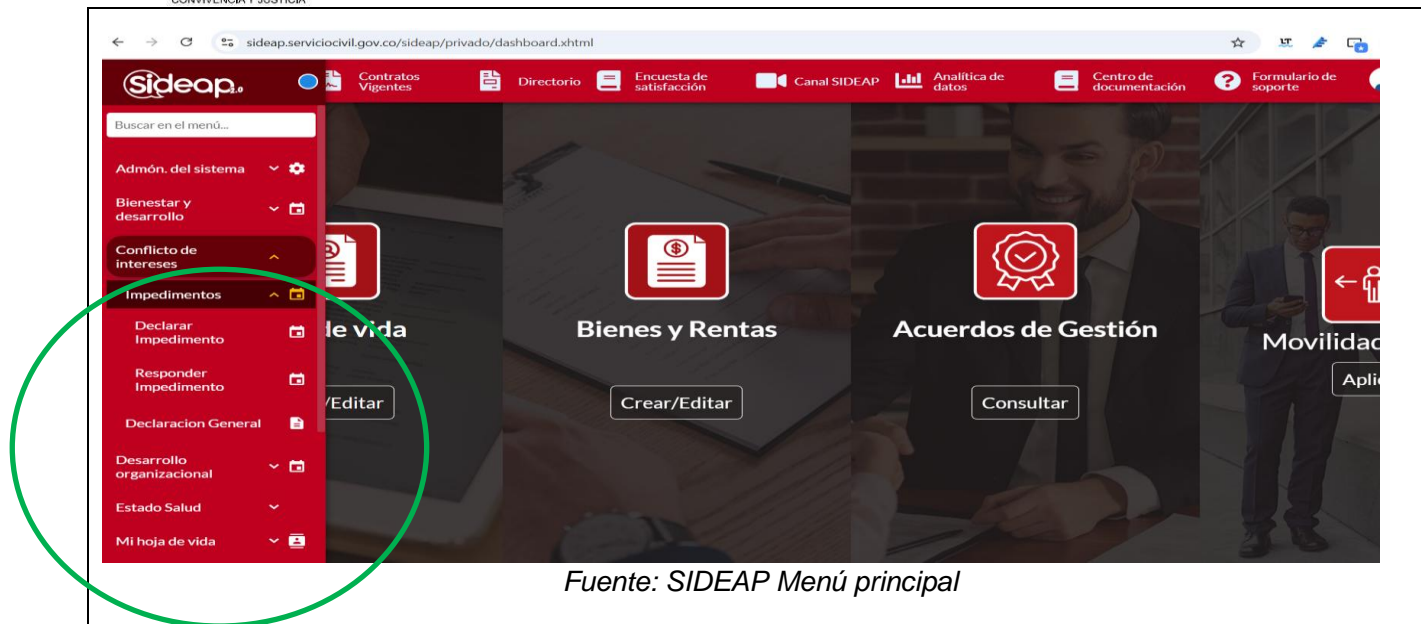 CONVIVENCIA Y JUSTICIA
sideap.serviciocivil.gov.co/sideap/privado/dashboard.xhtml
Sideap2.0
Contratos
Vigentes
Directorio
Encuesta de
satisfacción
Canal SIDEAP
Analítica de
datos
Centro de
documentación
Formulario de
soporte
Buscar en el menú...
Admón. del sistema
Bienestar y
desarrollo
Conflicto de
intereses
Impedimentos
Declarar
Impedimento
Responder
Impedimento
Declaracion General
Desarrollo
organizacional
Estado Salud
Mi hoja de vida
de vida
/Editar
Bienes y Rentas
Crear/Editar
Acuerdos de Gestión
Consultar
Movilidad
Aplic
Fuente: SIDEAP Menú principal